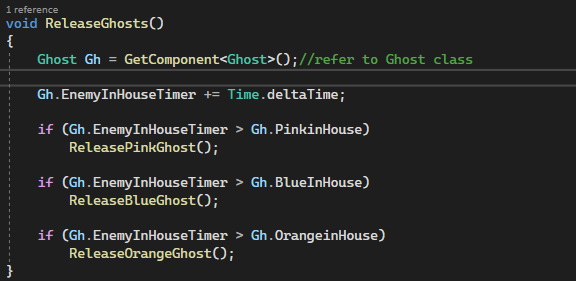 1 reference
void ReleaseGhosts()
{
Ghost Gh = GetComponent<Ghost>();//refer to Ghost class
Gh.EnemyInHouseTimer += Time.deltaTime;
if (Gh.EnemyInHouseTimer > Gh.PinkinHouse)
ReleasePinkGhost();
if (Gh.EnemyInHouseTimer > Gh.BlueInHouse)
ReleaseBlueGhost();
if (Gh.EnemyInHouseTimer > Gh.OrangeinHouse)
ReleaseOrangeGhost();
}